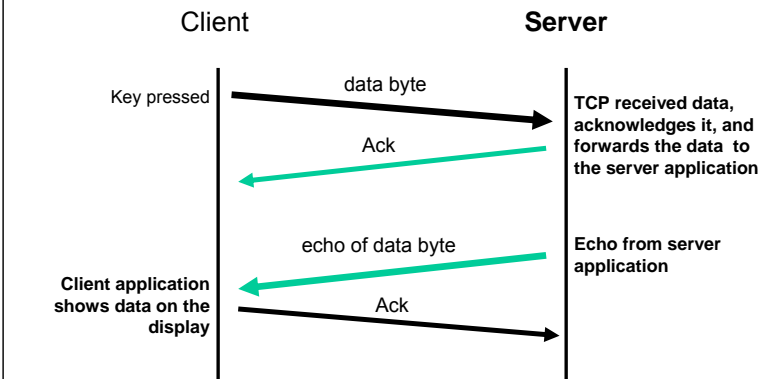 Client
Server
Key pressed
data byte
TCP received data,
acknowledges it, and
forwards the data to
the server application
Ack
echo of data byte
Echo from server
application
Client application
shows data on the
display
Ack